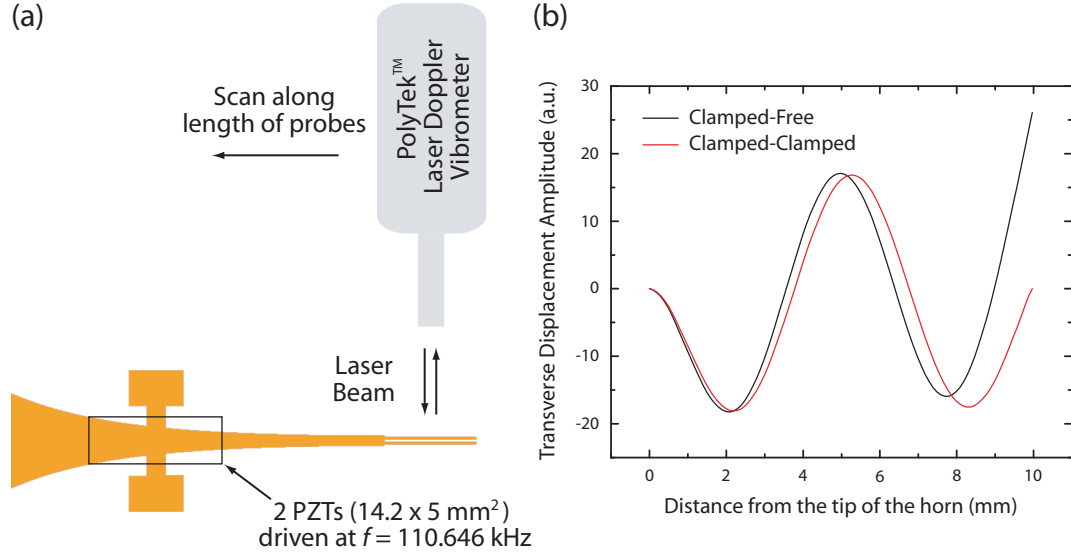 (a)
PolyTek™
Laser Doppler
Vibrometer
Scan along
length of probes
Laser
Beam
2 PZTs (14.2 x 5 mm²)
driven at f = 110.646 kHz
(b)
Transverse Displacement Amplitude (a.u.)
30
20
10
0
-10
-20
Clamped-Free
Clamped-Clamped
0 2 4 6 8 10
Distance from the tip of the horn (mm)